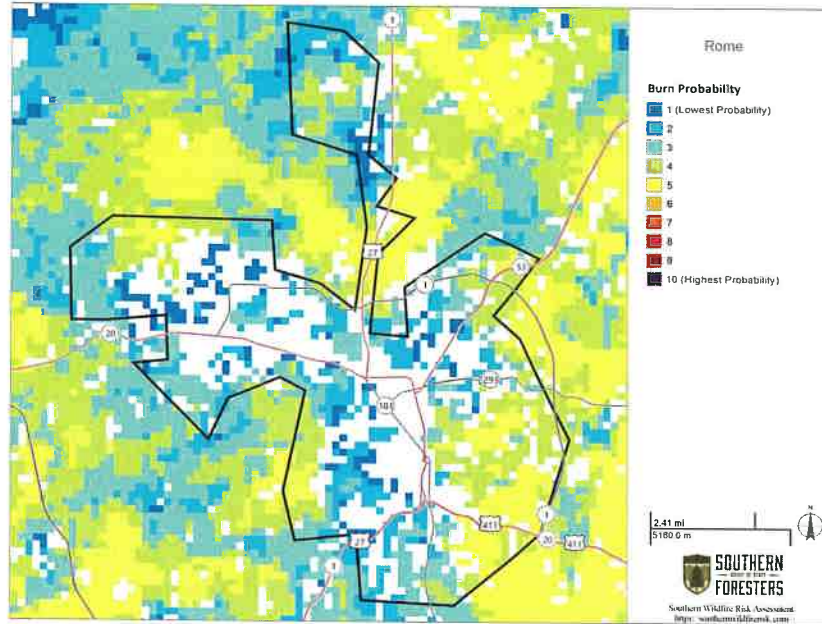 Rome
Burn Probability
1 (Lowest Probability)
2
3
4
5
6
7
8
9
10 (Highest Probability)
1
27
53
1
20
293
101
1
411
20
411
27
1
2.41 mi
5180.0 m
N
SOUTHERN
FORESTERS
Southern Wildfire Risk Assessment